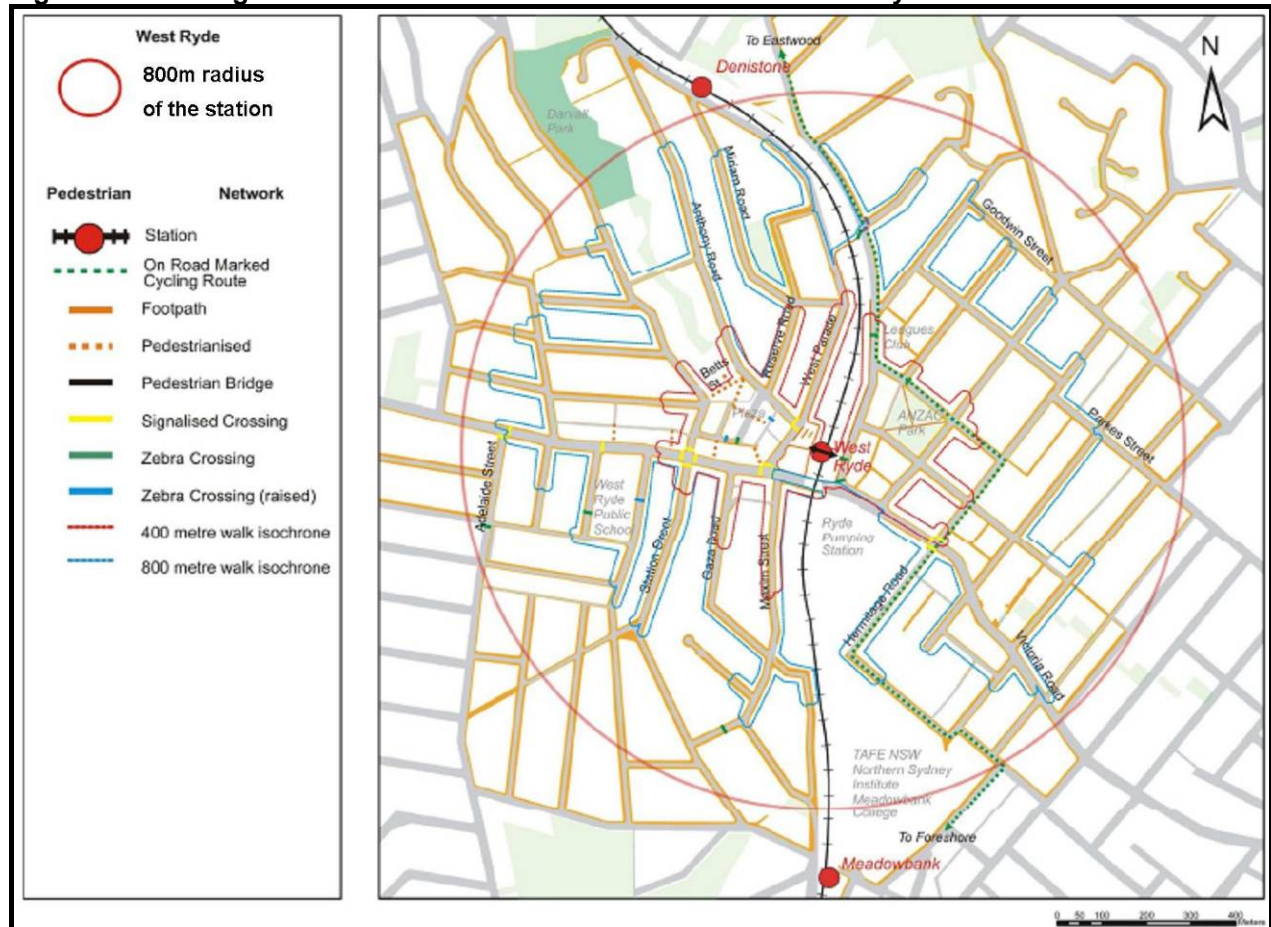 West Ryde
800m radius
of the station
Pedestrian Network
Station
On Road Marked
Cycling Route
Footpath
Pedestrianised
Pedestrian Bridge
Signalised Crossing
Zebra Crossing
Zebra Crossing (raised)
400 metre walk isochrone
800 metre walk isochrone
To Eastwood
Denistone
N
Park
Miriam Road
Anthony Road
Goodwin Street
Reserve Road
West Parade
Leagues
Club
Betts
St
Plaza
ANZAC
Park
Parkes Street
West
Ryde
Adelaide Street
West
Ryde
Public
School
Station Street
Gaza Road
Ryde
Pumping
Station
Hermitage Road
Victoria Road
TAFE NSW
Northern Sydney
Institute
Meadowbank
College
To Foreshore
Meadowbank
0 50 100 200 300 400
Meters